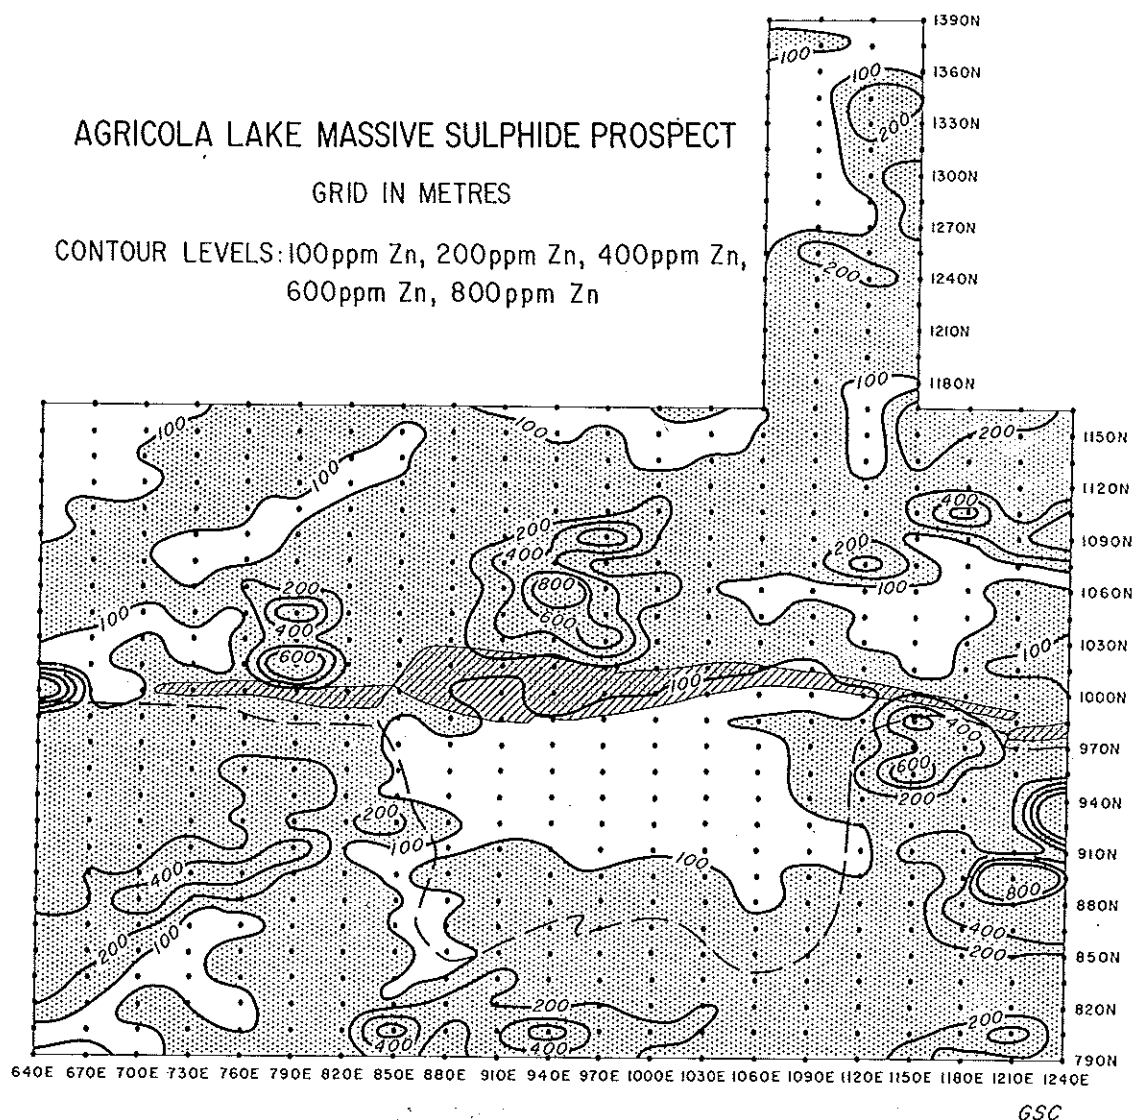 AGRICOLA LAKE MASSIVE SULPHIDE PROSPECT
GRID IN METRES
CONTOUR LEVELS: 100ppm Zn, 200ppm Zn, 400ppm Zn,
600ppm Zn, 800ppm Zn
1390N
100
100
1360N
200
1330N
1300N
1270N
200
1240N
1210N
100
1180N
100
100
200
1150N
100
1120N
400
200
1090N
400
200
200
800
100
1060N
100
400
600
100
1030N
600
100
1000N
400
970N
600
200
200
940N
100
100
910N
400
800
880N
200
100
400
200
850N
200
200
820N
400
400
790N
640E 670E 700E 730E 760E 790E 820E 850E 880E 910E 940E 970E 1000E 1030E 1060E 1090E 1120E 1150E 1180E 1210E 1240E
GSC